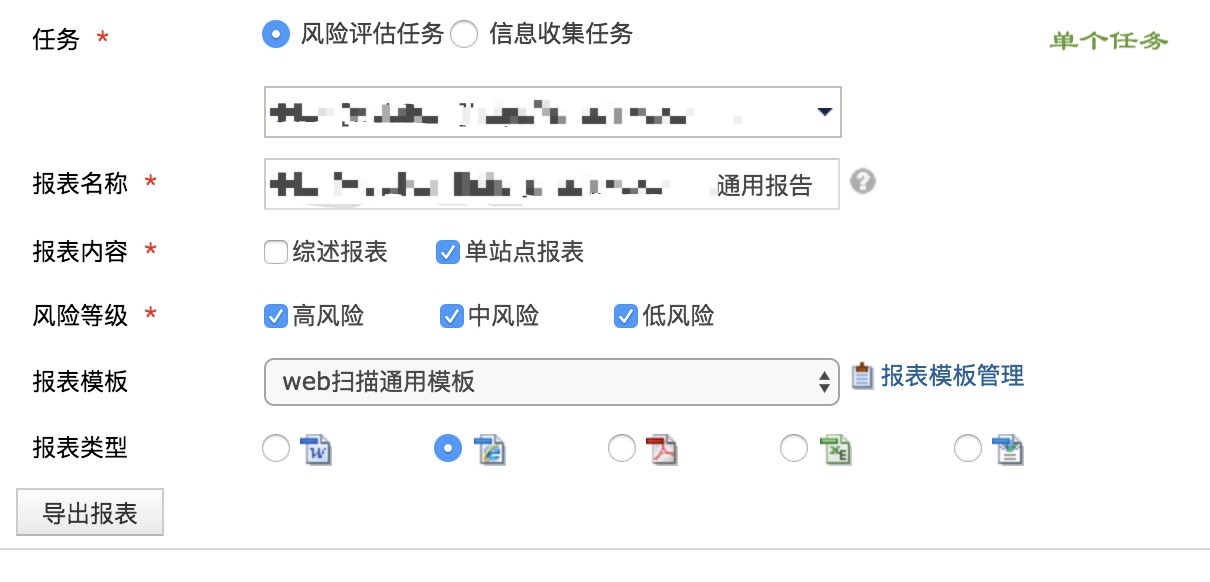 任务 * 风险评估任务 信息收集任务 单个任务
报表名称 * 通用报告
报表内容 * 综述报表 单站点报表
风险等级 * 高风险 中风险 低风险
报表模板 web扫描通用模板 报表模板管理
报表类型
导出报表